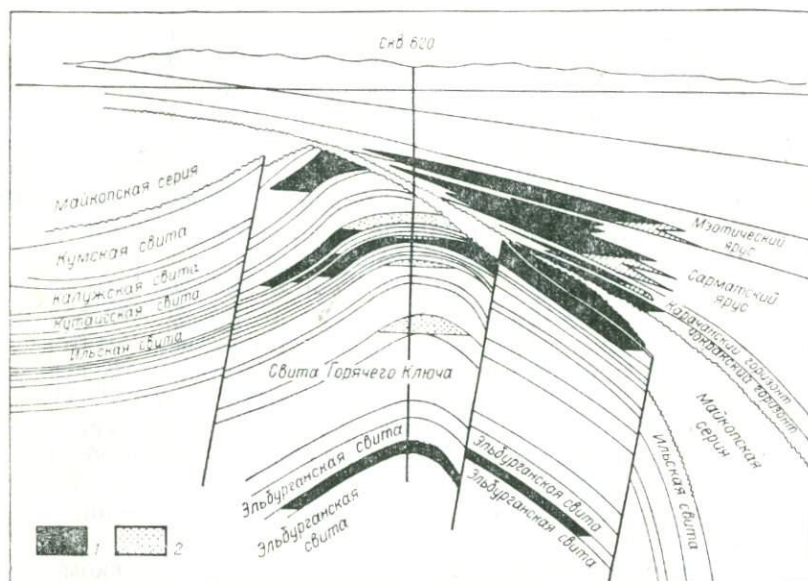 скв 620
Майкопская серия
Кумская свита
Калужская свита
Кутаисская свита
Ильская свита
Свита Горячего Ключа
Эльбурганская свита
Эльбурганская
свита
Эльбурганская свита
Эльбурганская свита
Мэотический
ярус
Сарматский
ярус
Караганский горизонт
Чокракский горизонт
Майкопская
серия
Ильская свита
1
2